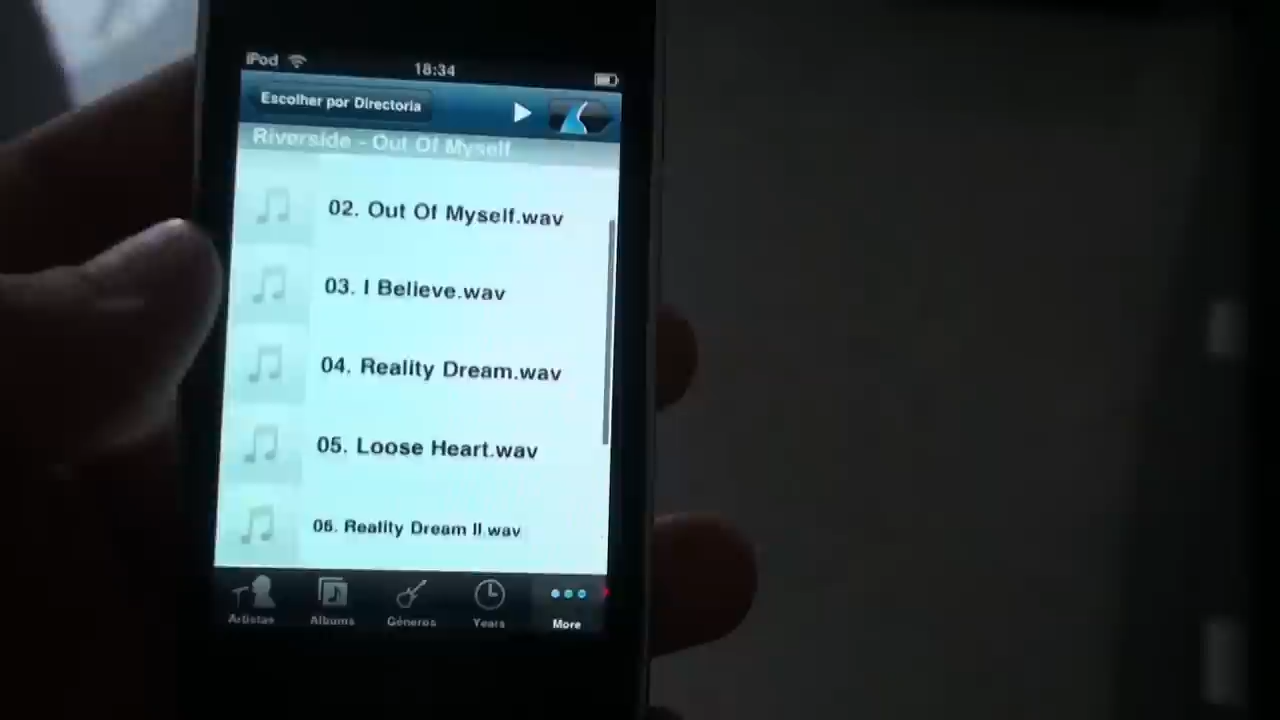 iPod
18:34
Escolher por Directoria
Riverside - Out Of Myself
02. Out Of Myself.wav
03. I Believe.wav
04. Reality Dream.wav
05. Loose Heart.wav
06. Reality Dream II.wav
Artistas
Albums
Géneros
Years
More